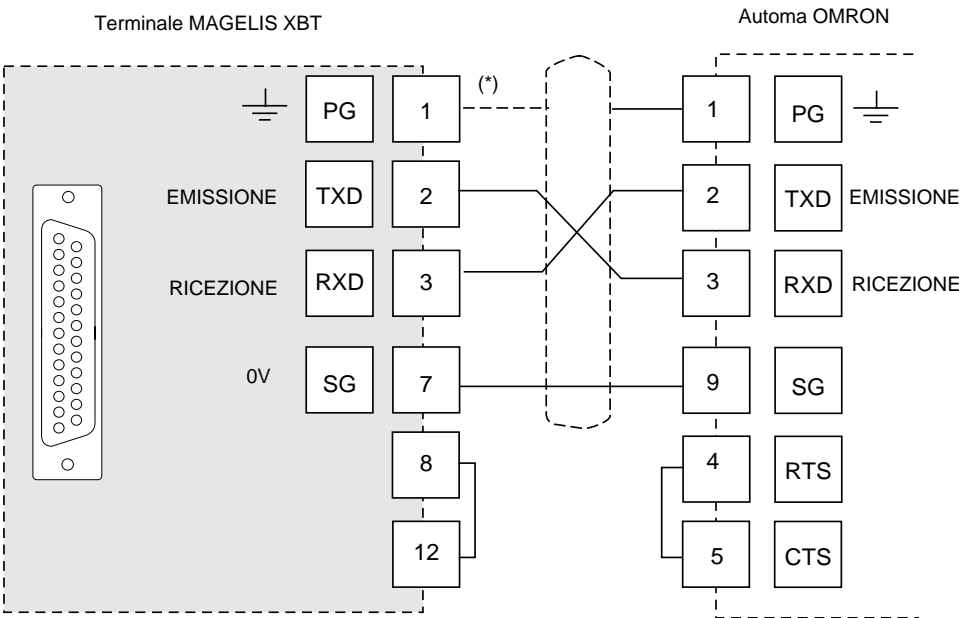 Terminale MAGELIS XBT
Automa OMRON
PG 1 (*) 1 PG
EMISSIONE TXD 2 2 TXD EMISSIONE
RICEZIONE RXD 3 3 RXD RICEZIONE
0V SG 7 9 SG
8 4 RTS
12 5 CTS